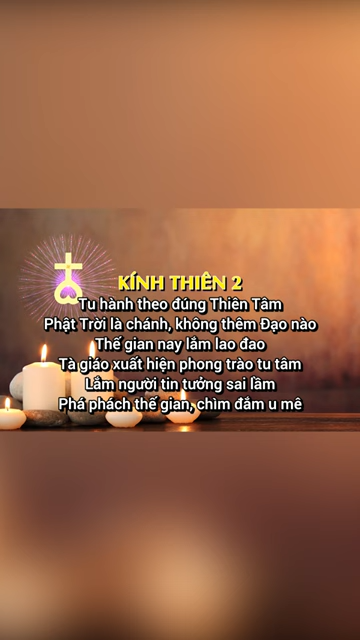 KÍNH THIÊN 2
Tu hành theo đúng Thiên Tâm
Phật Trời là chánh, không thêm Đạo nào
Thế gian nay lắm lao đao
Tà giáo xuất hiện phong trào tu tâm
Lắm người tin tưởng sai lầm
Phá phách thế gian, chìm đắm u mê